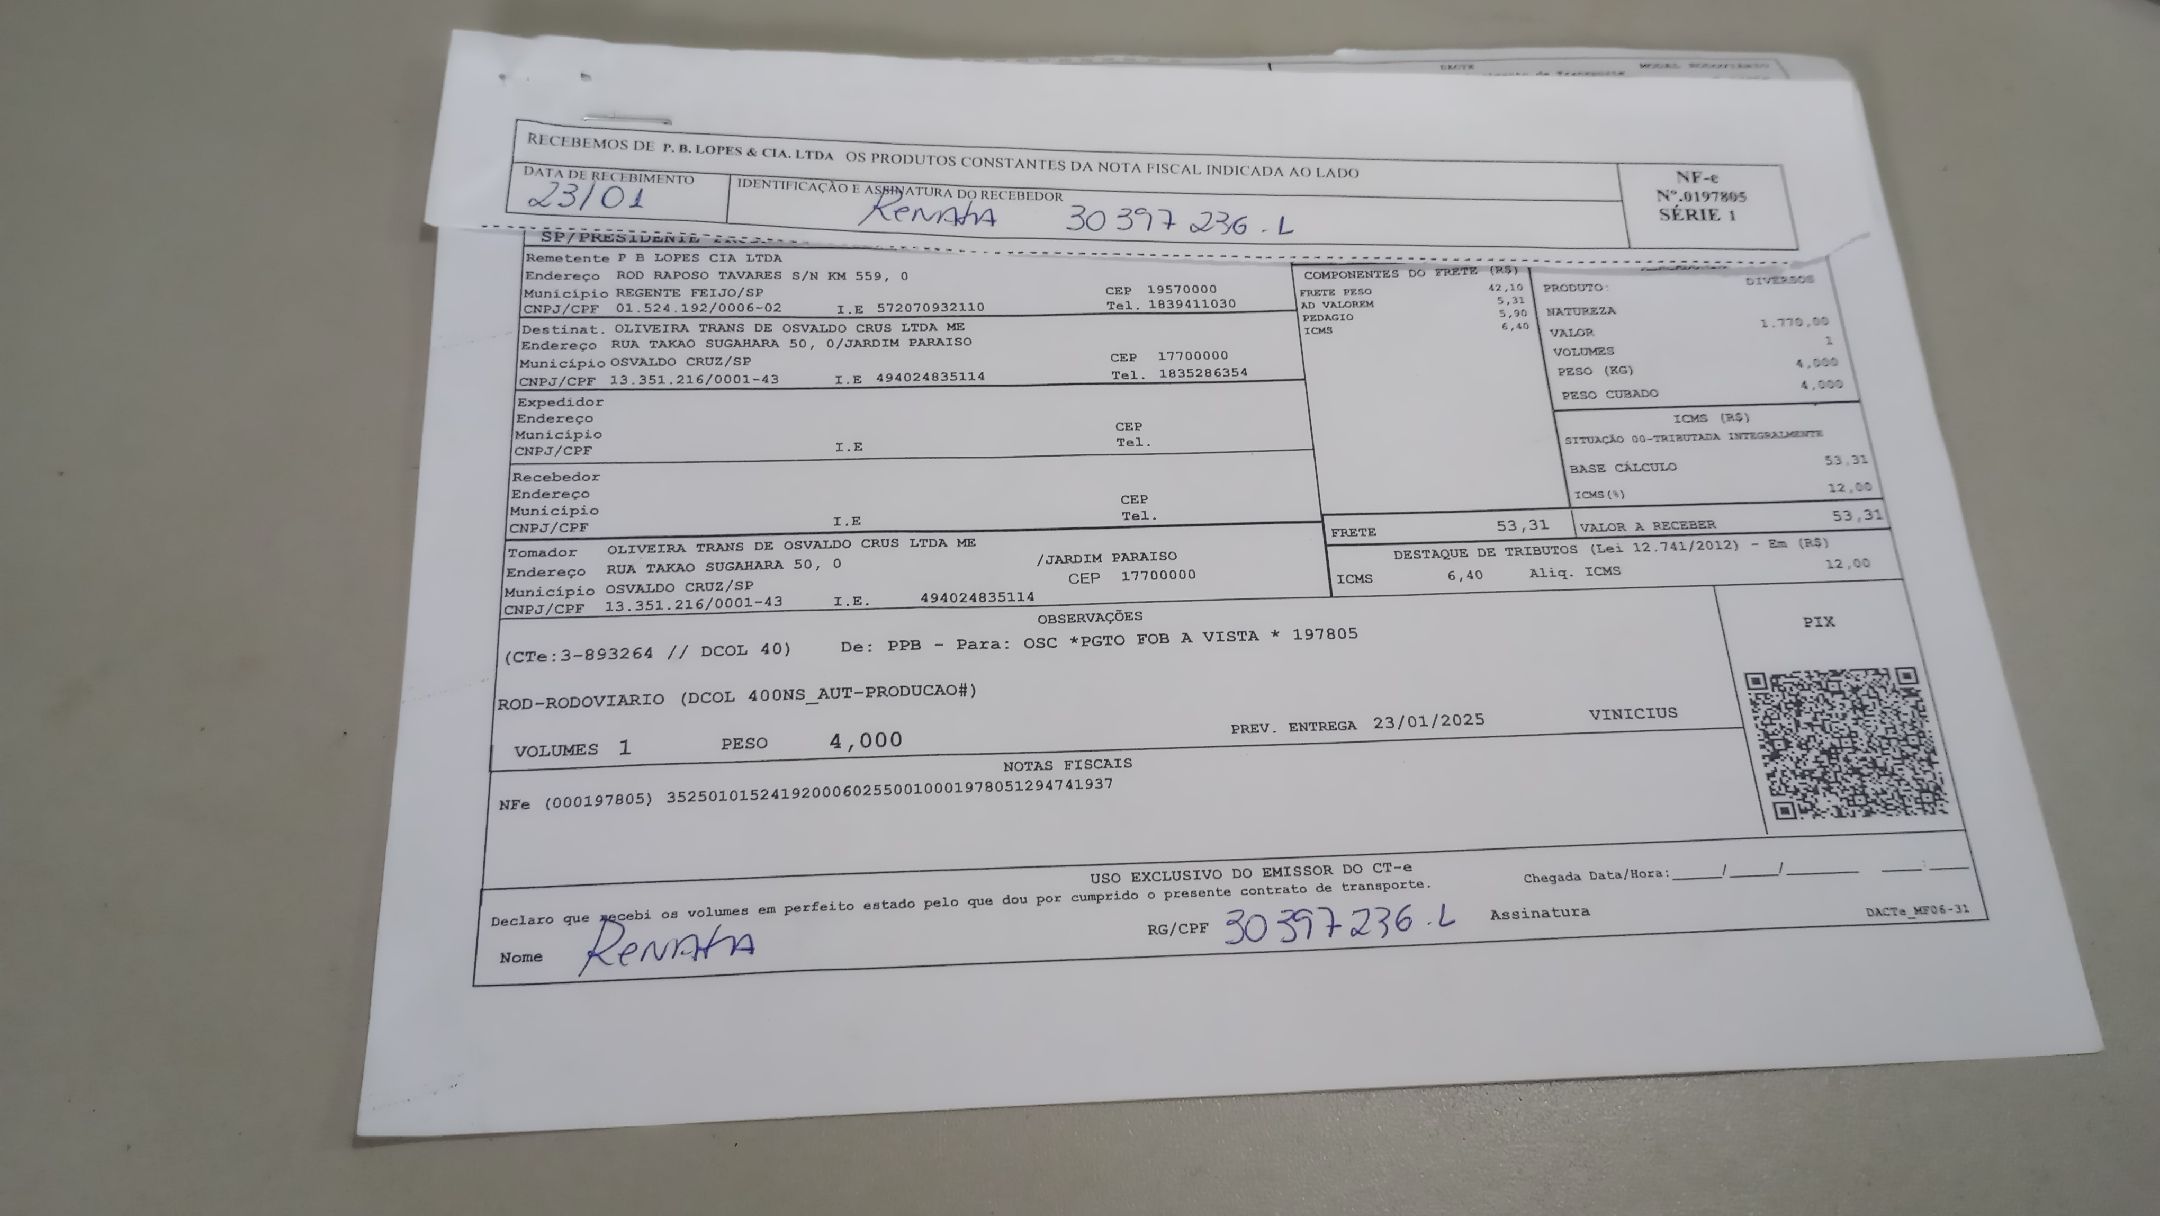 DACTE MODAL RODOVIÁRIO
de Transporte
RECEBEMOS DE P. B. LOPES & CIA. LTDA OS PRODUTOS CONSTANTES DA NOTA FISCAL INDICADA AO LADO
NF-e
Nº.0197805
SÉRIE 1
DATA DE RECEBIMENTO
23/01
IDENTIFICAÇÃO E ASSINATURA DO RECEBEDOR
Renata 30397236.L
SP/PRESIDENTE
Remetente P B LOPES CIA LTDA
Endereço ROD RAPOSO TAVARES S/N KM 559, 0
Município REGENTE FEIJO/SP CEP 19570000
CNPJ/CPF 01.524.192/0006-02 I.E 572070932110 Tel. 1839411030
Destinat. OLIVEIRA TRANS DE OSVALDO CRUS LTDA ME
Endereço RUA TAKAO SUGAHARA 50, 0/JARDIM PARAISO
Município OSVALDO CRUZ/SP CEP 17700000
CNPJ/CPF 13.351.216/0001-43 I.E 494024835114 Tel. 1835286354
Expedidor
Endereço
Município CEP
CNPJ/CPF I.E Tel.
Recebedor
Endereço
Município CEP
CNPJ/CPF I.E Tel.
Tomador OLIVEIRA TRANS DE OSVALDO CRUS LTDA ME
Endereço RUA TAKAO SUGAHARA 50, 0 /JARDIM PARAISO
Município OSVALDO CRUZ/SP CEP 17700000
CNPJ/CPF 13.351.216/0001-43 I.E. 494024835114
COMPONENTES DO FRETE (R$)
FRETE PESO 42,10
AD VALOREM 5,31
PEDAGIO 5,90
ICMS 6,40
PRODUTO: DIVERSOS
NATUREZA
VALOR 1.770,00
VOLUMES 1
PESO (KG) 4,000
PESO CUBADO 4,000
ICMS (R$)
SITUAÇÃO 00-TRIBUTADA INTEGRALMENTE
BASE CÁLCULO 53,31
ICMS(%) 12,00
FRETE 53,31 VALOR A RECEBER 53,31
DESTAQUE DE TRIBUTOS (Lei 12.741/2012) - Em (R$)
ICMS 6,40 Aliq. ICMS 12,00
OBSERVAÇÕES
(CTe:3-893264 // DCOL 40) De: PPB - Para: OSC *PGTO FOB A VISTA * 197805
ROD-RODOVIARIO (DCOL 400NS_AUT-PRODUCAO#)
VOLUMES 1 PESO 4,000 PREV. ENTREGA 23/01/2025 VINICIUS
PIX
NOTAS FISCAIS
NFe (000197805) 35250101524192000602550010001978051294741937
USO EXCLUSIVO DO EMISSOR DO CT-e
Declaro que recebi os volumes em perfeito estado pelo que dou por cumprido o presente contrato de transporte.
Chegada Data/Hora:_____/_____/_______ ____:____
Nome Renata RG/CPF 30397236.L Assinatura
DACTe_MF06-31